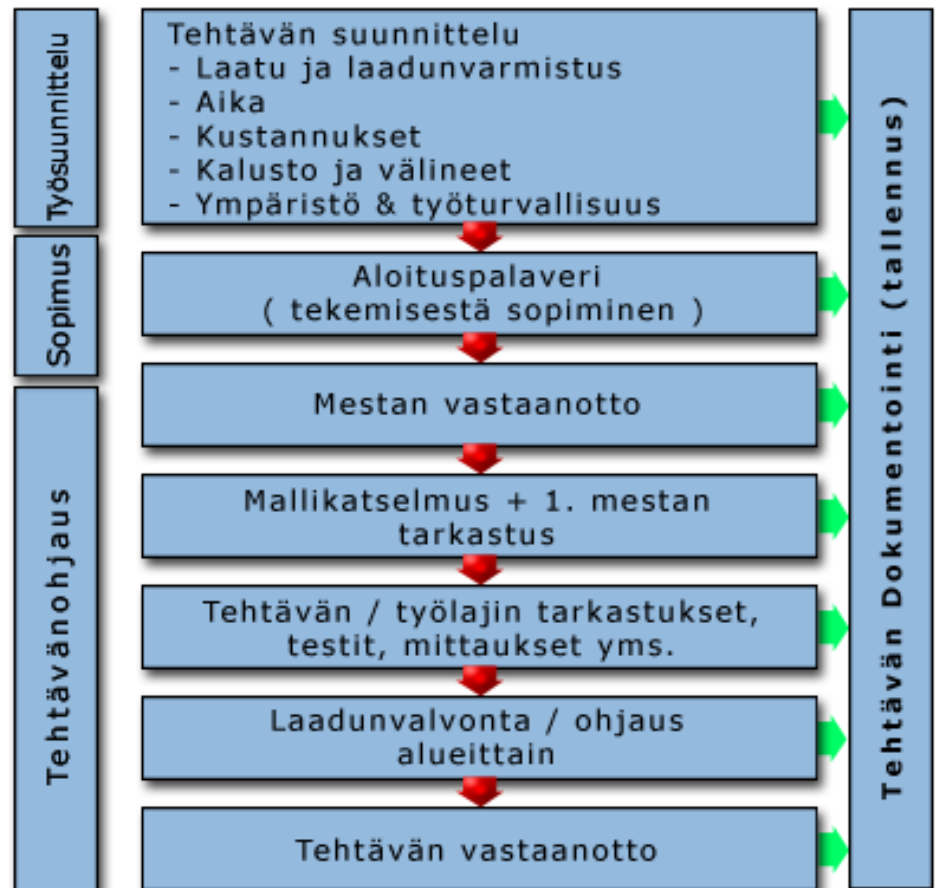 Työsuunnittelu
Tehtävän suunnittelu
- Laatu ja laadunvarmistus
- Aika
- Kustannukset
- Kalusto ja välineet
- Ympäristö & työturvallisuus
Sopimus
Aloituspalaveri
( tekemisestä sopiminen )
Tehtävänohjaus
Mestan vastaanotto
Mallikatselmus + 1. mestan
tarkastus
Tehtävän / työlajin tarkastukset,
testit, mittaukset yms.
Laadunvalvonta / ohjaus
alueittain
Tehtävän vastaanotto
Tehtävän Dokumentointi (tallennus)